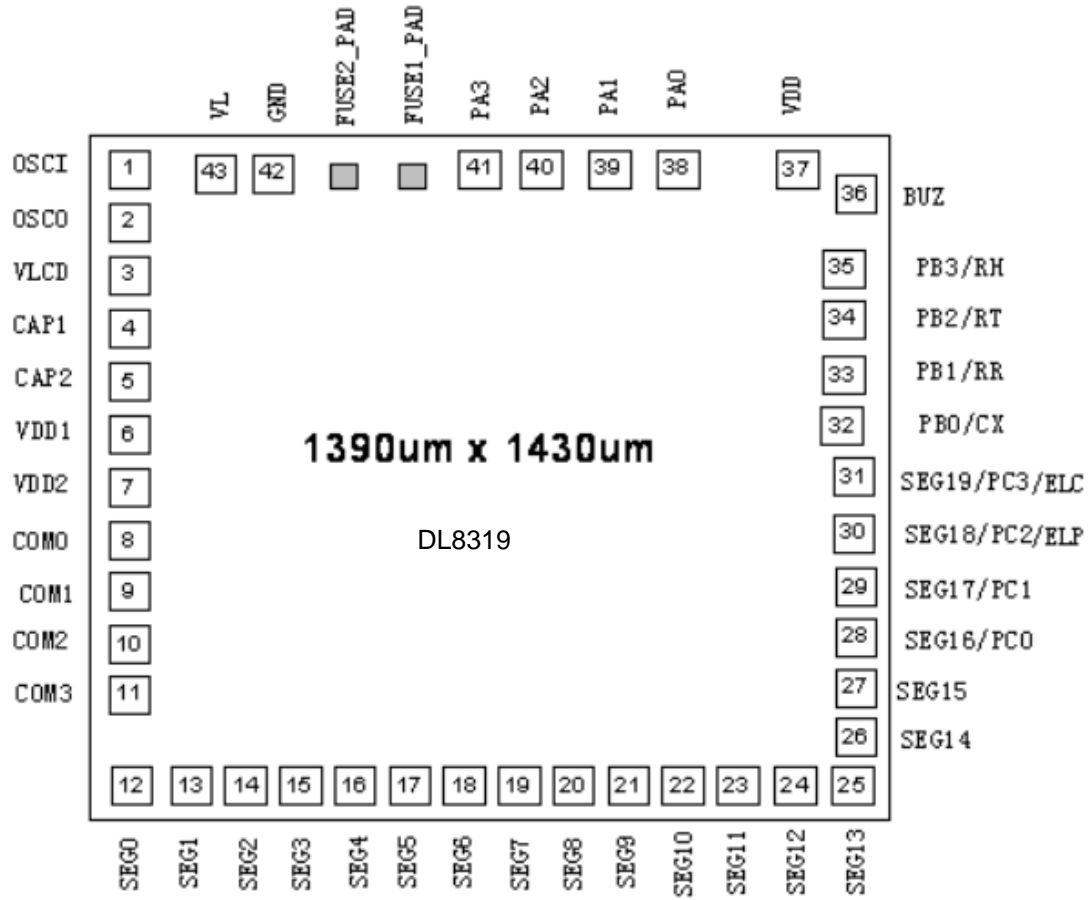 VL GND FUSE2_PAD FUSE1_PAD PA3 PA2 PA1 PA0 VDD
OSCI 1 43 42 41 40 39 38 37
36 BUZ
OSCO 2
VLCD 3 35 PB3/RH
CAP1 4 34 PB2/RT
CAP2 5 33 PB1/RR
VDD1 6 32 PB0/CX
1390um x 1430um
VDD2 7 31 SEG19/PC3/ELC
COM0 8 DL8319 30 SEG18/PC2/ELP
COM1 9 29 SEG17/PC1
COM2 10 28 SEG16/PC0
COM3 11 27 SEG15
26 SEG14
12 13 14 15 16 17 18 19 20 21 22 23 24 25
SEG0 SEG1 SEG2 SEG3 SEG4 SEG5 SEG6 SEG7 SEG8 SEG9 SEG10 SEG11 SEG12 SEG13